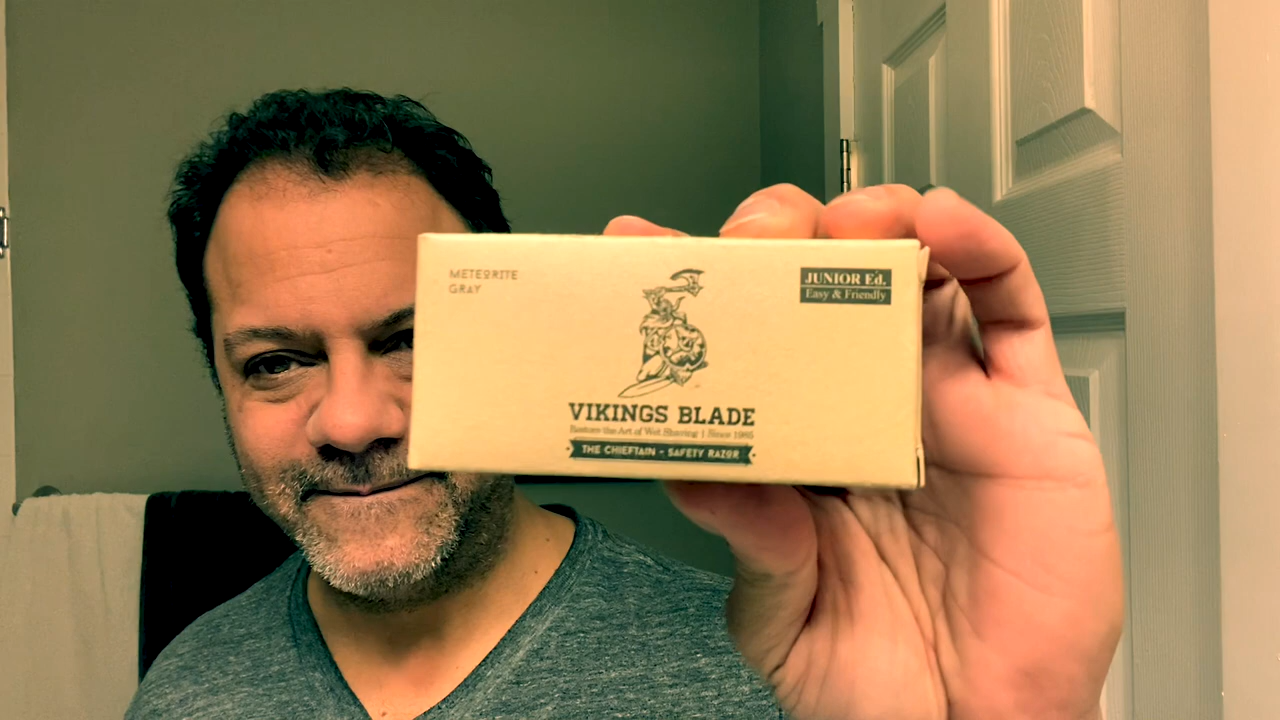 METEORITE
GRAY
JUNIOR Ed.
Easy & Friendly
VIKINGS BLADE
Restore the Art of Wet Shaving | Since 1985
THE CHIEFTAIN - SAFETY RAZOR